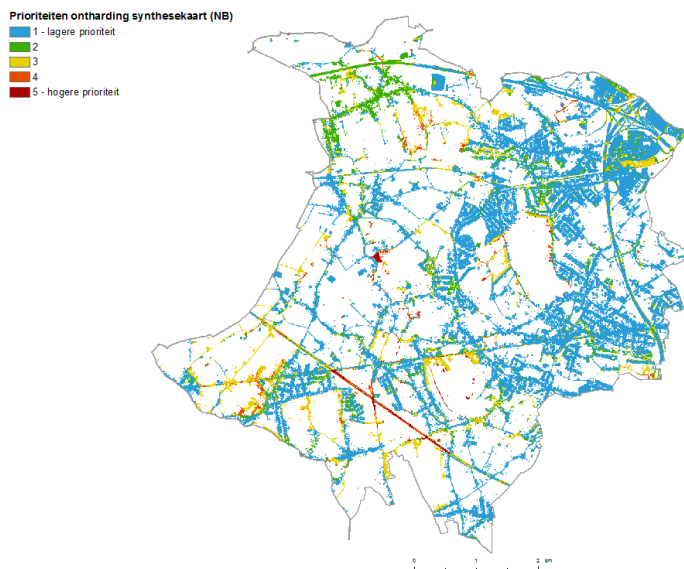 Prioriteiten ontharding synthesekaart (NB)
1 - lagere prioriteit
2
3
4
5 - hogere prioriteit
0 1 2 km